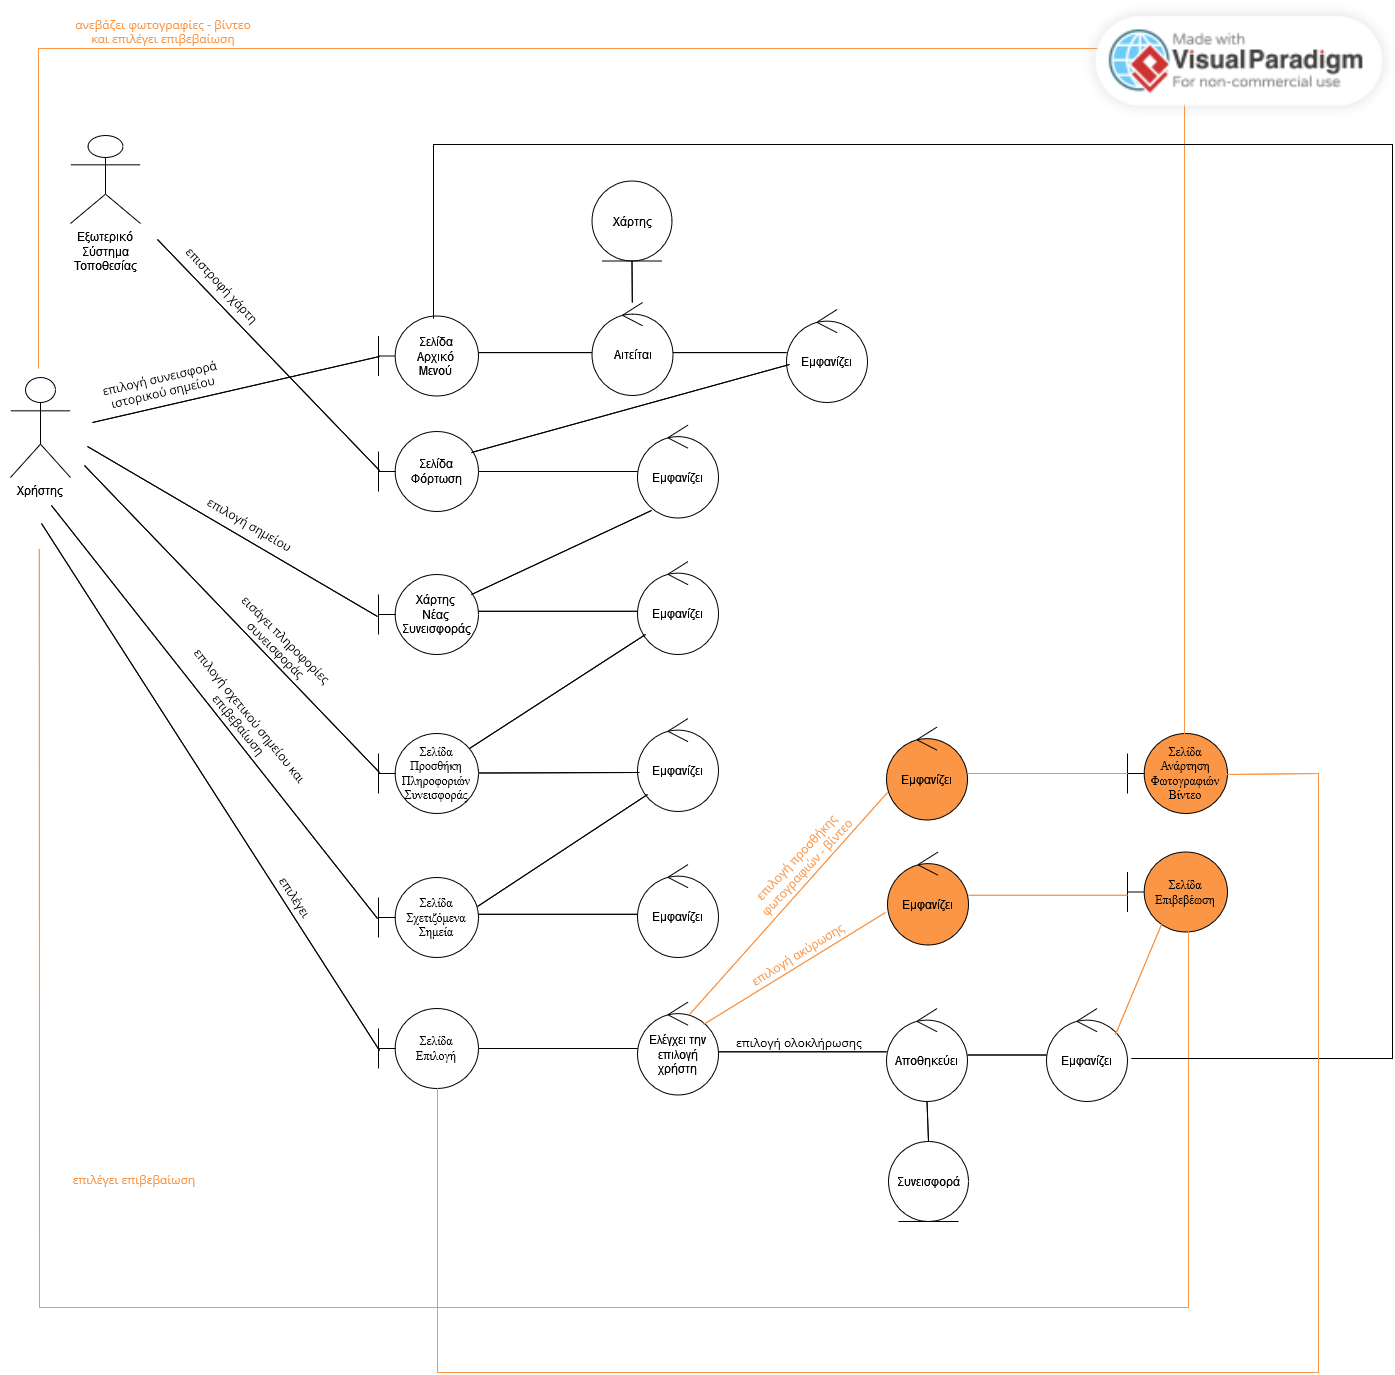 ανεβάζει φωτογραφίες - βίντεο
και επιλέγει επιβεβαίωση
Made with
Visual Paradigm
For non-commercial use
Εξωτερικό
Σύστημα
Τοποθεσίας
επιστροφή χάρτη
Χάρτης
Σελίδα
Αρχικό
Μενού
Αιτείται
Εμφανίζει
επιλογή συνεισφορά
ιστορικού σημείου
Χρήστης
Σελίδα
Φόρτωση
Εμφανίζει
επιλογή σημείου
Χάρτης
Νέας
Συνεισφοράς
Εμφανίζει
εισάγει πληροφορίες
συνεισφοράς
Σελίδα
Προσθήκη
Πληροφοριών
Συνεισφοράς
Εμφανίζει
επιλογή σχετικού σημείου και
επιβεβαίωση
Σελίδα
Σχετιζόμενα
Σημεία
Εμφανίζει
επιλέγει
Σελίδα
Επιλογή
Ελέγχει την
επιλογή
χρήστη
επιλογή προσθήκης
φωτογραφιών - βίντεο
Εμφανίζει
Σελίδα
Ανάρτηση
Φωτογραφιών
Βίντεο
επιλογή ακύρωσης
Εμφανίζει
Σελίδα
Επιβεβέωση
επιλογή ολοκλήρωσης
Αποθηκεύει
Εμφανίζει
Συνεισφορά
επιλέγει επιβεβαίωση